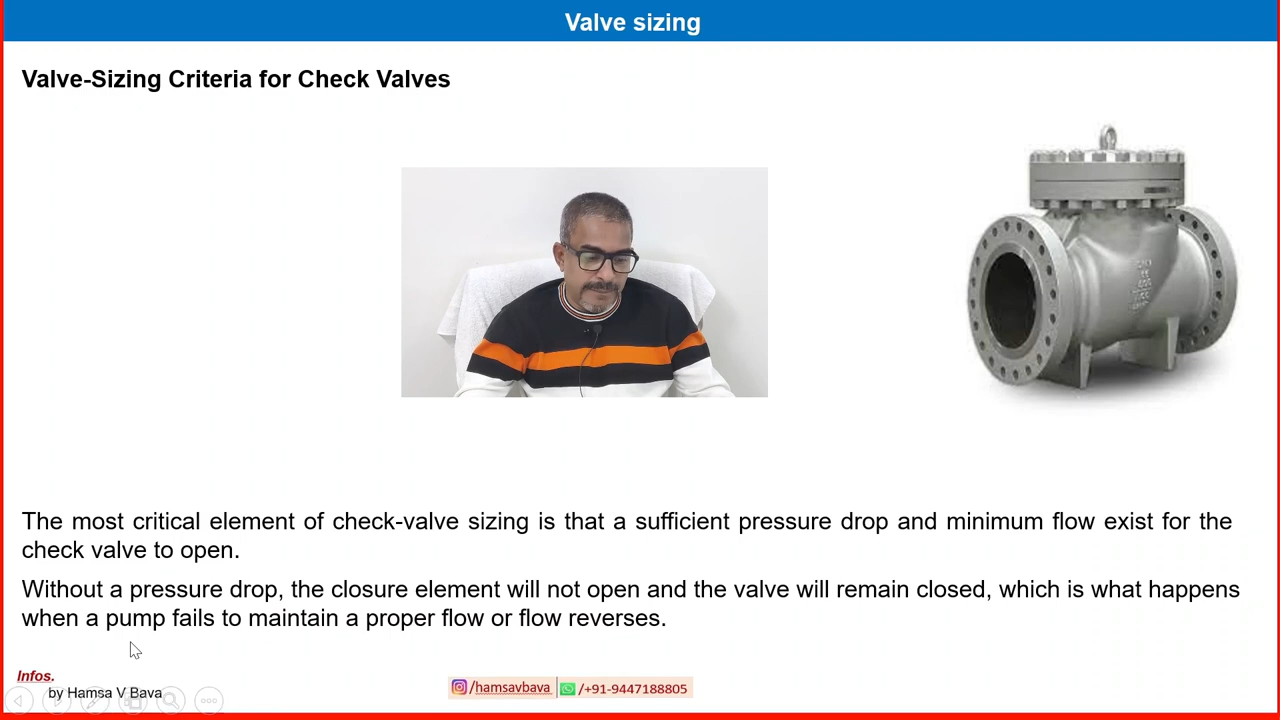 Valve sizing
Valve-Sizing Criteria for Check Valves
The most critical element of check-valve sizing is that a sufficient pressure drop and minimum flow exist for the
check valve to open.
Without a pressure drop, the closure element will not open and the valve will remain closed, which is what happens
when a pump fails to maintain a proper flow or flow reverses.
Infos.
by Hamsa V Bava
/hamsavbava
/+91-9447188805